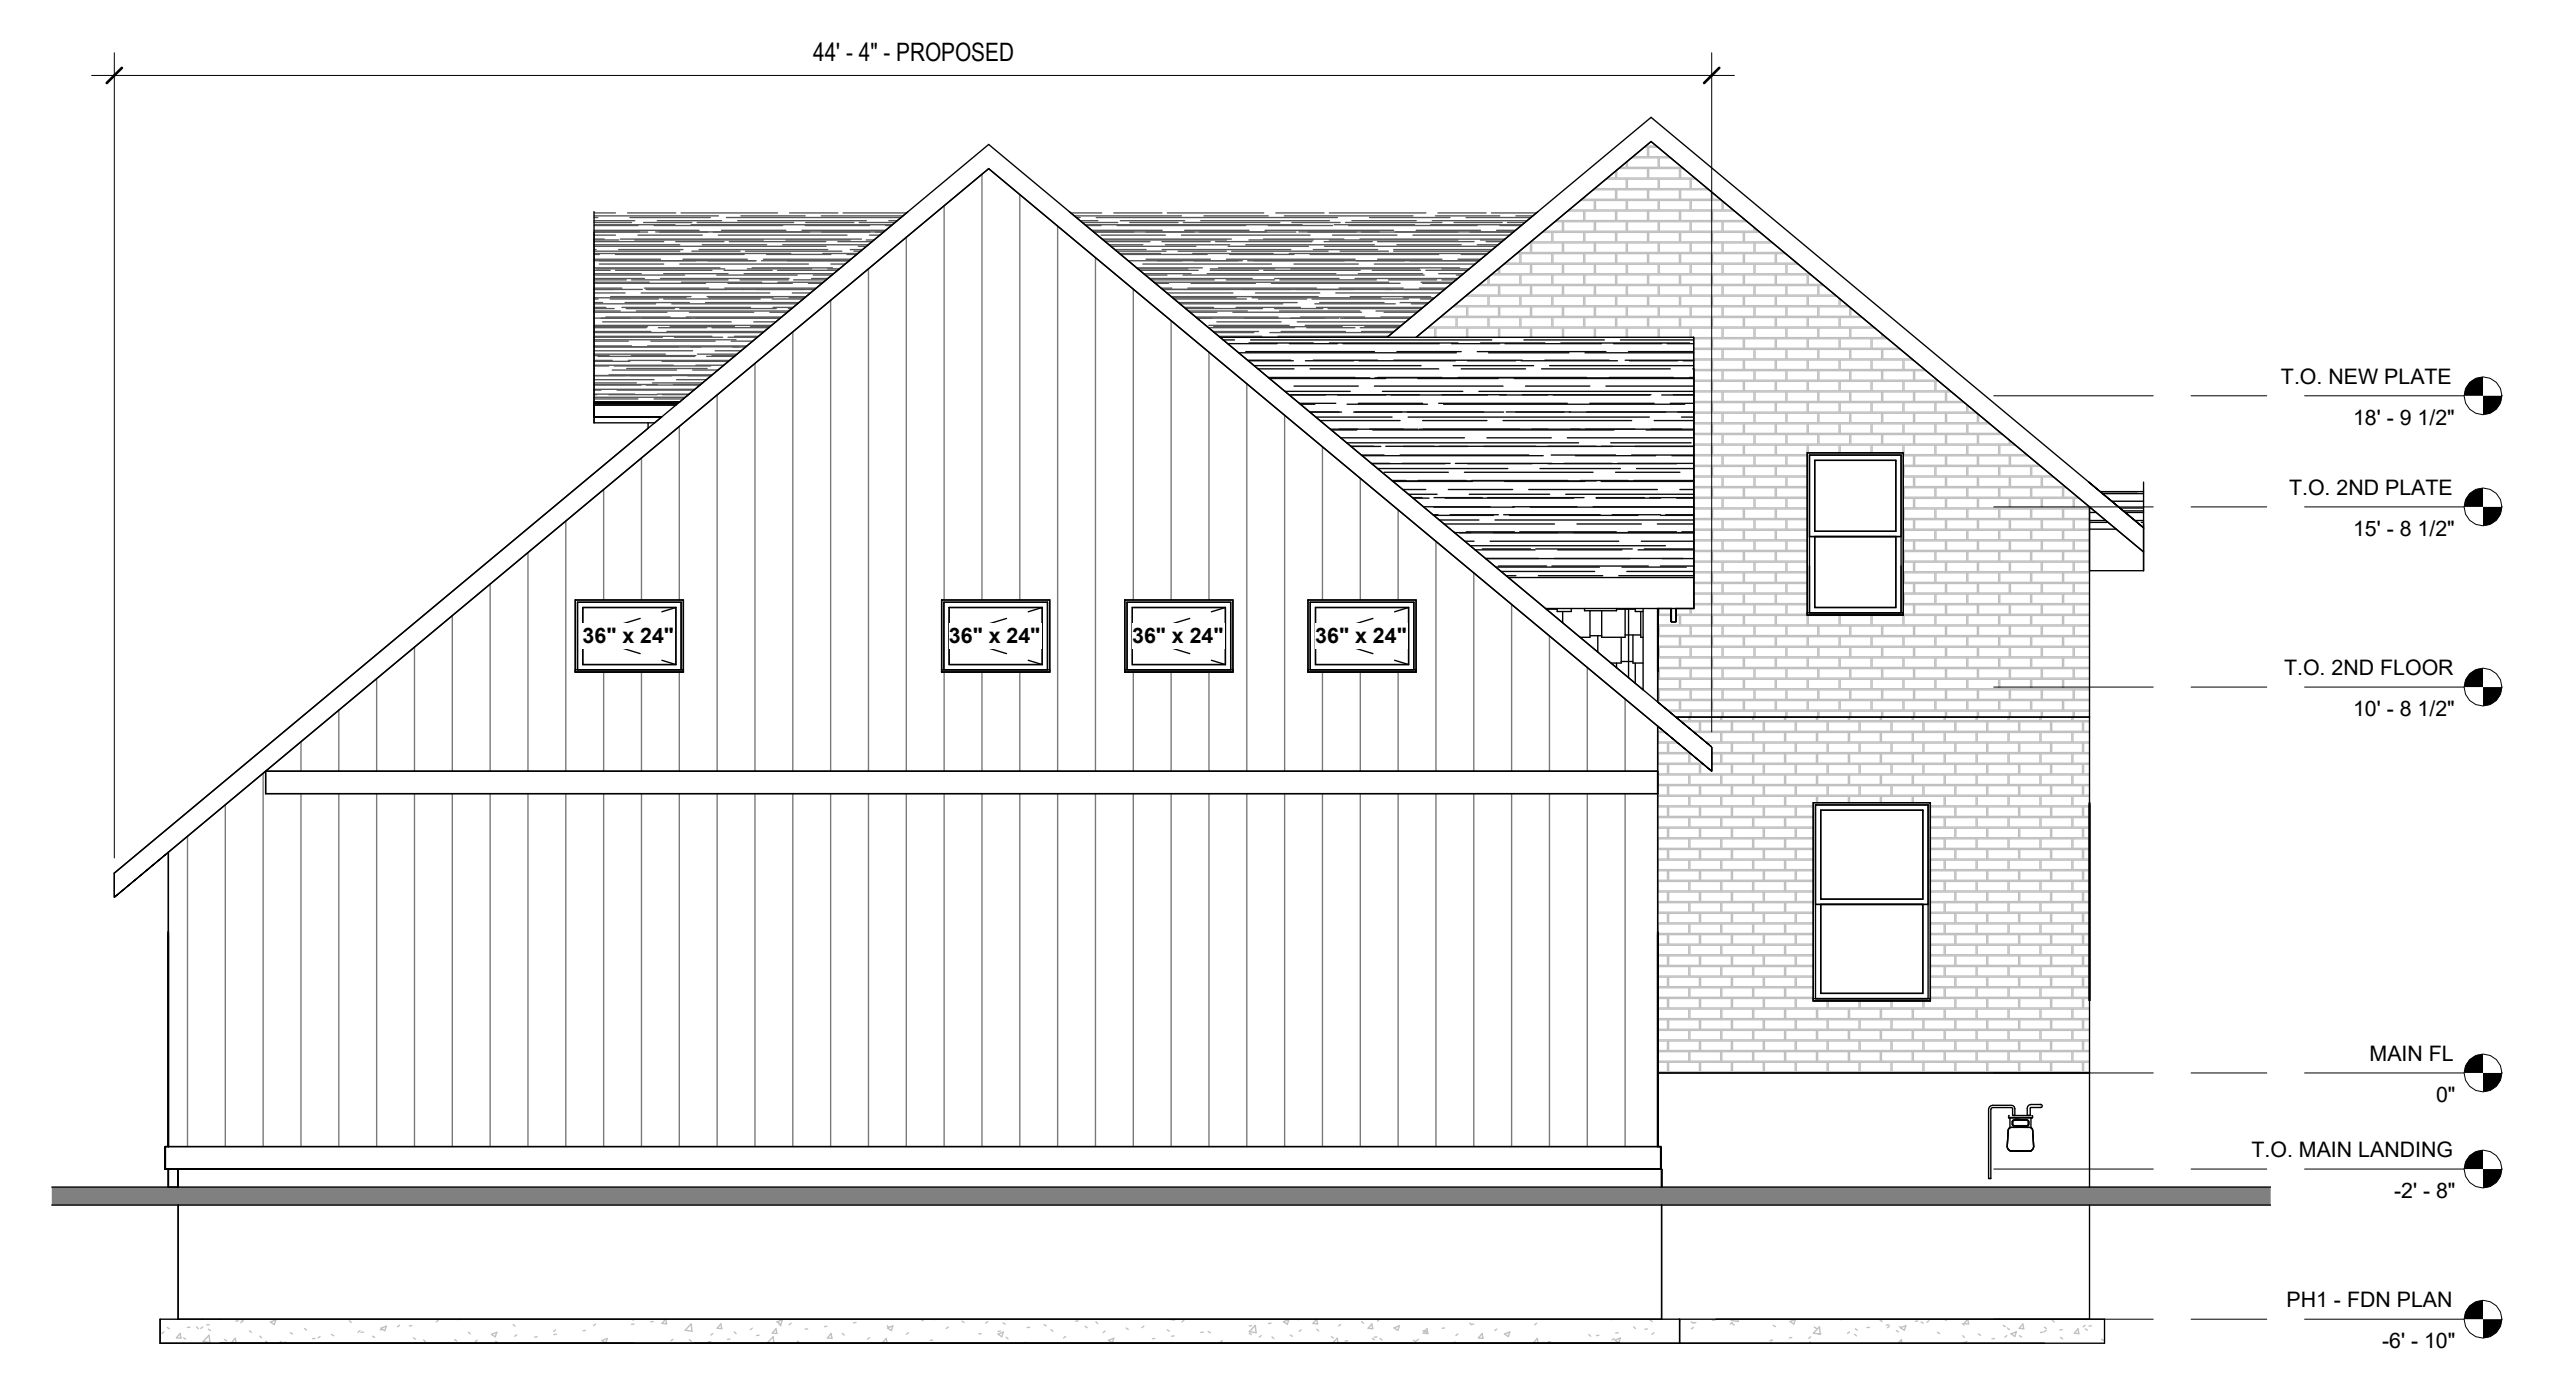 44' - 4" - PROPOSED
T.O. NEW PLATE
18' - 9 1/2"
T.O. 2ND PLATE
15' - 8 1/2"
36" x 24" 36" x 24" 36" x 24" 36" x 24"
T.O. 2ND FLOOR
10' - 8 1/2"
MAIN FL
0"
T.O. MAIN LANDING
-2' - 8"
PH1 - FDN PLAN
-6' - 10"